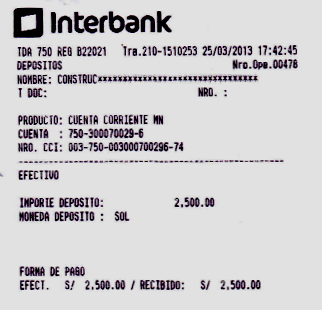 Interbank
TDA 750 REG B22021 Tra.210-1510253 25/03/2013 17:42:45
DEPOSITOS Nro.Ope.00478
NOMBRE: CONSTRUC*******************************
T DOC: NRO. :
PRODUCTO: CUENTA CORRIENTE MN
CUENTA : 750-300070029-6
NRO. CCI: 003-750-003000700296-74
--------------------------------------------------
EFECTIVO
IMPORTE DEPOSITO: 2,500.00
MONEDA DEPOSITO : SOL
FORMA DE PAGO
EFECT. S/ 2,500.00 / RECIBIDO: S/ 2,500.00